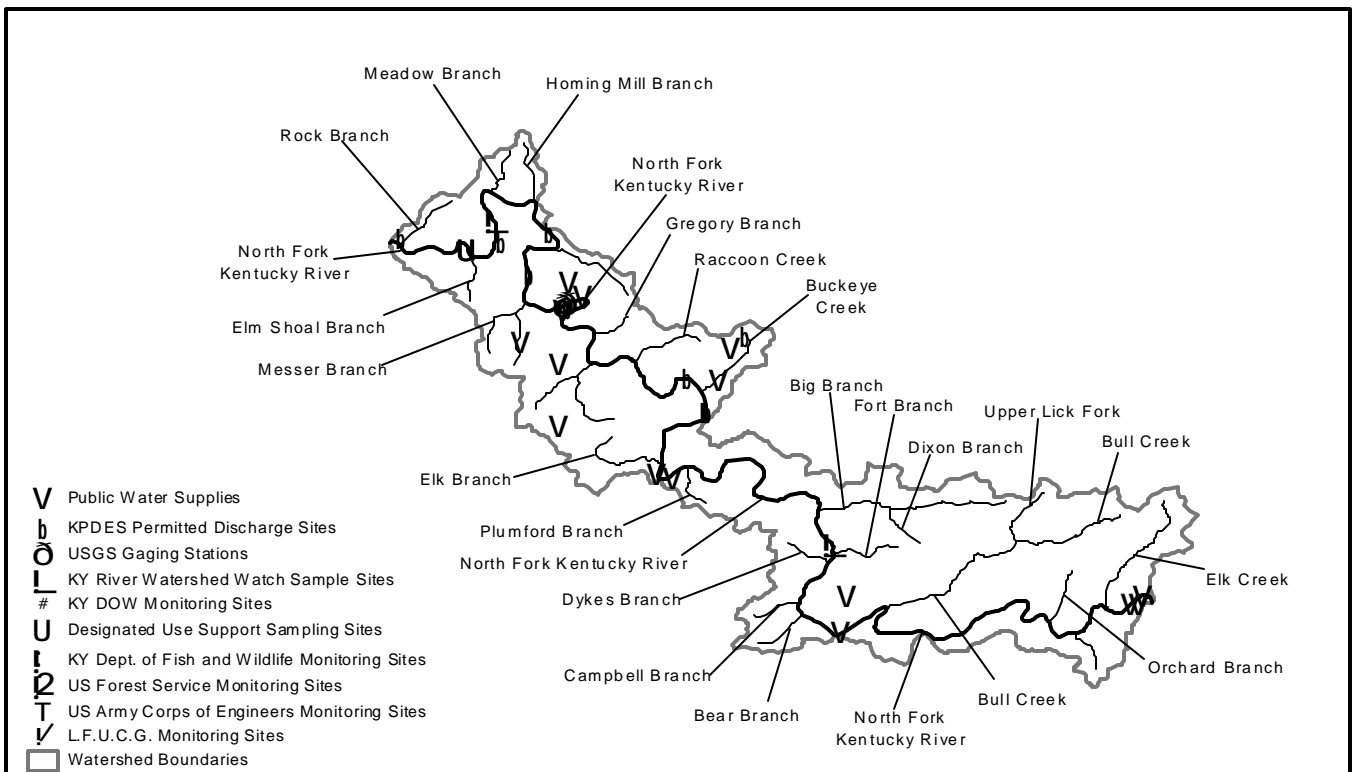 Meadow Branch
Homing Mill Branch
Rock Branch
North Fork
Kentucky River
Gregory Branch
North Fork
Kentucky River
Raccoon Creek
Buckeye
Creek
Elm Shoal Branch
Messer Branch
Big Branch
Fort Branch
Upper Lick Fork
Dixon Branch
Bull Creek
Elk Branch
Plumford Branch
North Fork Kentucky River
Elk Creek
Dykes Branch
Orchard Branch
Campbell Branch
Bull Creek
Bear Branch
North Fork
Kentucky River
V Public Water Supplies
b KPDES Permitted Discharge Sites
Ǒ USGS Gaging Stations
L KY River Watershed Watch Sample Sites
# KY DOW Monitoring Sites
U Designated Use Support Sampling Sites
KY Dept. of Fish and Wildlife Monitoring Sites
US Forest Service Monitoring Sites
T US Army Corps of Engineers Monitoring Sites
L.F.U.C.G. Monitoring Sites
Watershed Boundaries